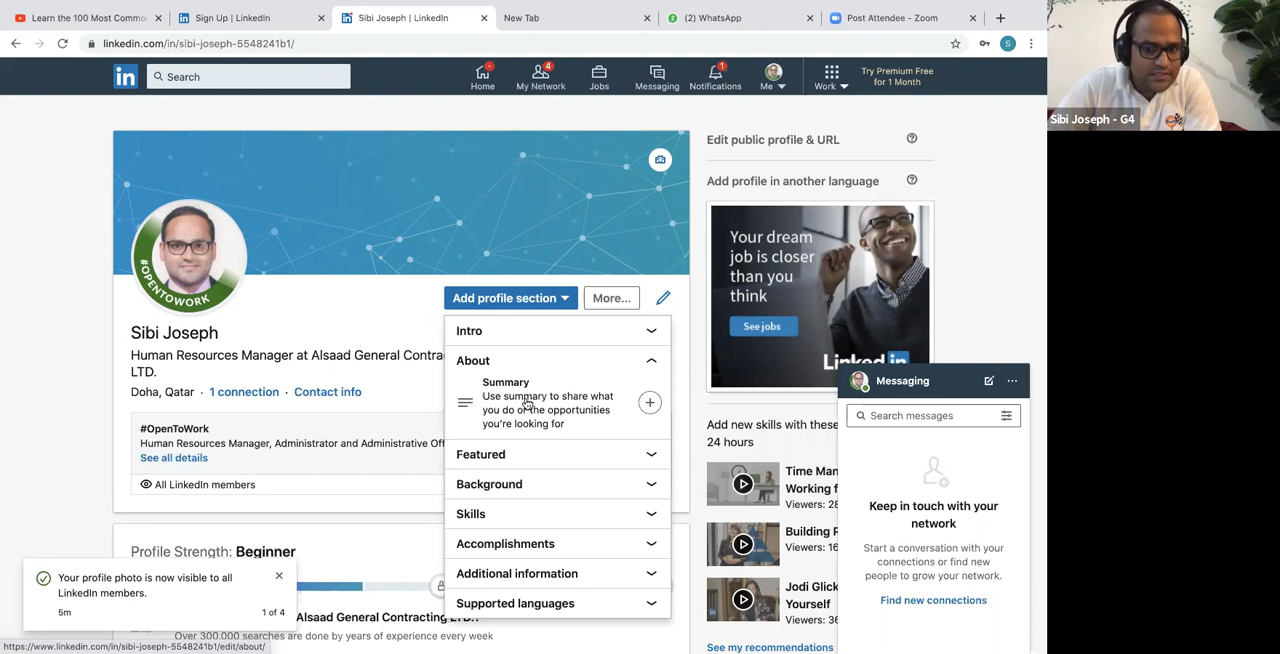 Learn the 100 Most Commo
Sign Up | LinkedIn
Sibi Joseph | LinkedIn
New Tab
(2) WhatsApp
Post Attendee - Zoom
linkedin.com/in/sibi-joseph-5548241b1/
S
in
Search
Home
4
My Network
Jobs
Messaging
1
Notifications
Me
Work
Try Premium Free
for 1 Month
Sibi Joseph - G4
#OPENTOWORK
Add profile section
More...
Sibi Joseph
Human Resources Manager at Alsaad General Contra
LTD.
Doha, Qatar · 1 connection · Contact info
#OpenToWork
Human Resources Manager, Administrator and Administrative Off
See all details
All LinkedIn members
Intro
About
Summary
Use summary to share what
you do or the opportunities
you're looking for
Featured
Background
Skills
Accomplishments
Additional information
Supported languages
Profile Strength: Beginner
Your profile photo is now visible to all
LinkedIn members.
5m
1 of 4
Alsaad General Contracting LTD.?
Over 300,000 searches are done by years of experience every week
https://www.linkedin.com/in/sibi-joseph-5548241b1/edit/about/
Edit public profile & URL
Add profile in another language
Your dream
job is closer
than you
think
See jobs
Linked in
Add new skills with these
24 hours
Time Man
Working f
Viewers: 28
Building R
Viewers: 16
Jodi Glick
Yourself
Viewers: 36
See my recommendations
Messaging
Search messages
Keep in touch with your
network
Start a conversation with your
connections or find new
people to grow your network.
Find new connections